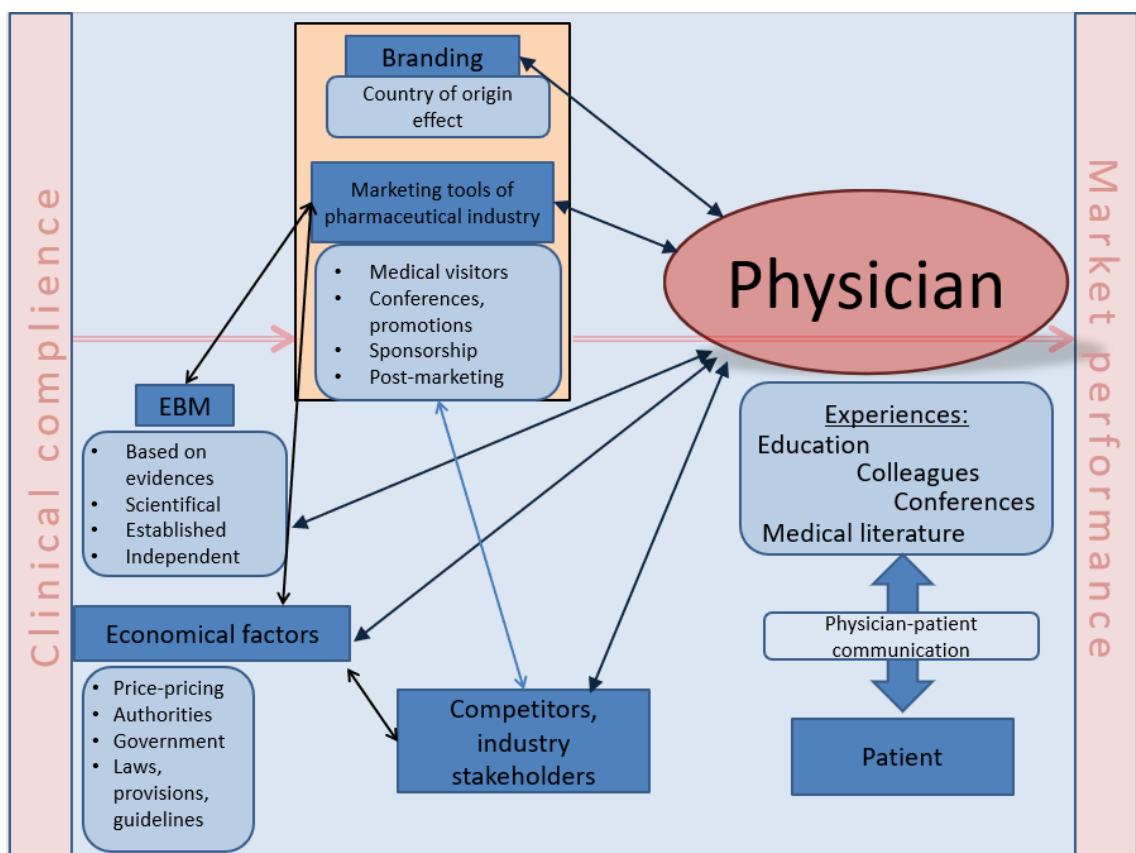 Clinical complience
Branding
Country of origin
effect
Marketing tools of
pharmaceutical industry
• Medical visitors
• Conferences,
promotions
• Sponsorship
• Post-marketing
EBM
• Based on
evidences
• Scientifical
• Established
• Independent
Economical factors
• Price-pricing
• Authorities
• Government
• Laws,
provisions,
guidelines
Competitors,
industry
stakeholders
Physician
Experiences:
Education
Colleagues
Conferences
Medical literature
Physician-patient
communication
Patient
Market performance